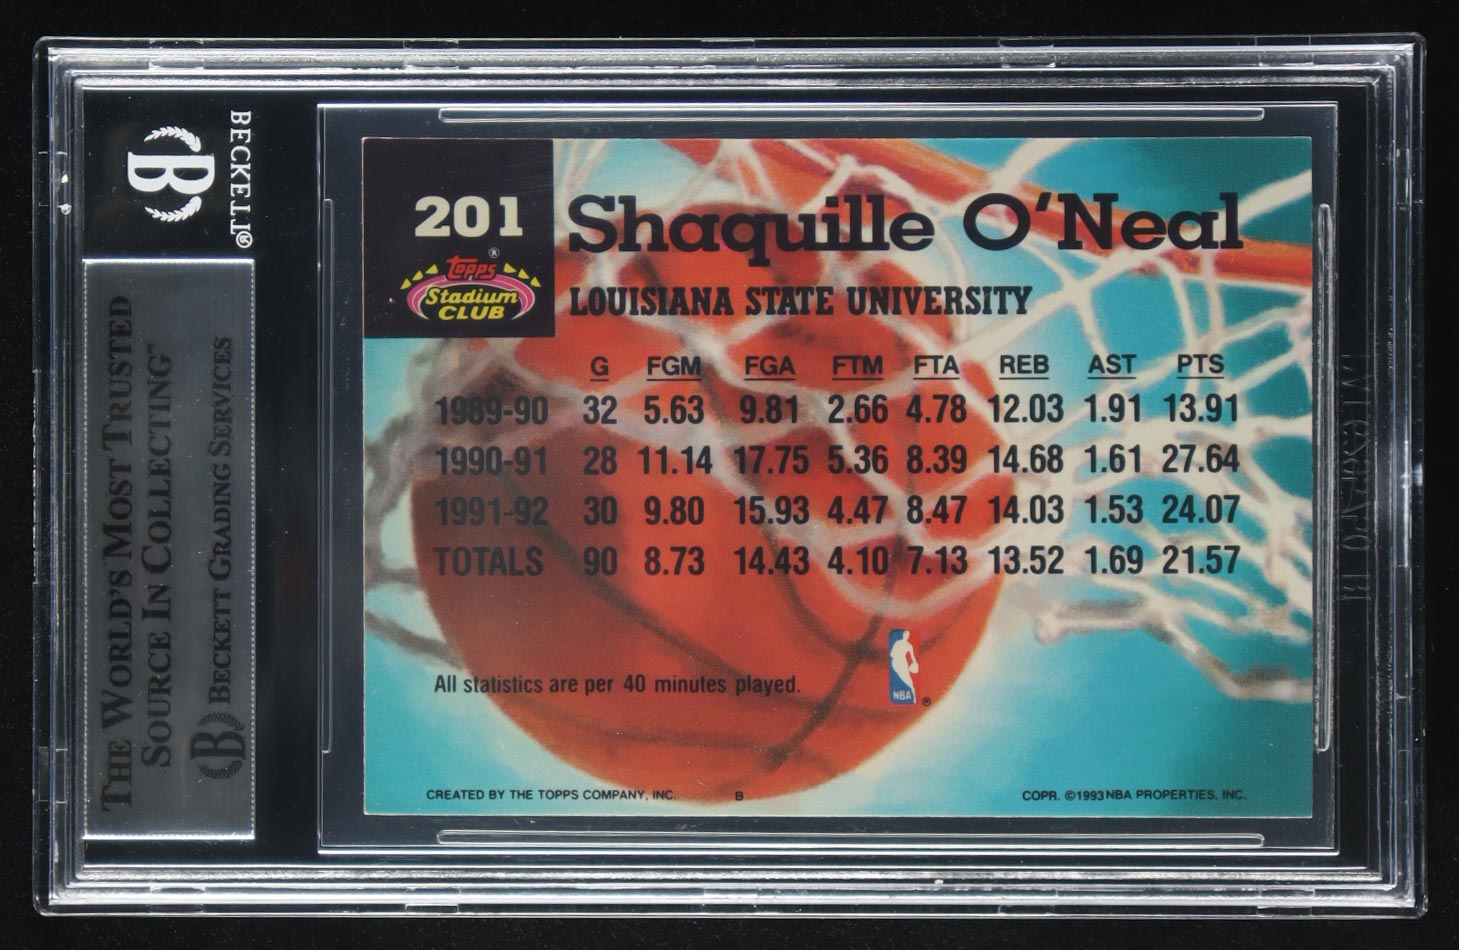 BECKETT®
B
THE WORLD'S MOST TRUSTED
SOURCE IN COLLECTING™
B BECKETT GRADING SERVICES
201
Topps®
Stadium
CLUB
Shaquille O'Neal
LOUISIANA STATE UNIVERSITY
G FGM FGA FTM FTA REB AST PTS
1989-90 32 5.63 9.81 2.66 4.78 12.03 1.91 13.91
1990-91 28 11.14 17.75 5.36 8.39 14.68 1.61 27.64
1991-92 30 9.80 15.93 4.47 8.47 14.03 1.53 24.07
TOTALS 90 8.73 14.43 4.10 7.13 13.52 1.69 21.57
All statistics are per 40 minutes played.
NBA®
CREATED BY THE TOPPS COMPANY, INC. B COPR. ©1993 NBA PROPERTIES, INC.